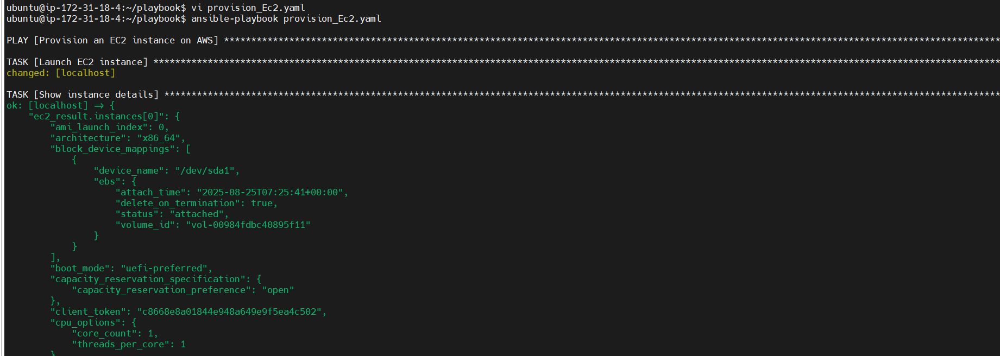 ubuntu@ip-172-31-18-4:~/playbook$ vi provision_Ec2.yaml
ubuntu@ip-172-31-18-4:~/playbook$ ansible-playbook provision_Ec2.yaml
PLAY [Provision an EC2 instance on AWS] ***********************************************************************************************************************************************
TASK [Launch EC2 instance] ************************************************************************************************************************************************************
changed: [localhost]
TASK [Show instance details] **********************************************************************************************************************************************************
ok: [localhost] => {
    "ec2_result.instances[0]": {
        "ami_launch_index": 0,
        "architecture": "x86_64",
        "block_device_mappings": [
            {
                "device_name": "/dev/sda1",
                "ebs": {
                    "attach_time": "2025-08-25T07:25:41+00:00",
                    "delete_on_termination": true,
                    "status": "attached",
                    "volume_id": "vol-00984fdbc40895f11"
                }
            }
        ],
        "boot_mode": "uefi-preferred",
        "capacity_reservation_specification": {
            "capacity_reservation_preference": "open"
        },
        "client_token": "c8668e8a01844e948a649e9f5ea4c502",
        "cpu_options": {
            "core_count": 1,
            "threads_per_core": 1
        }